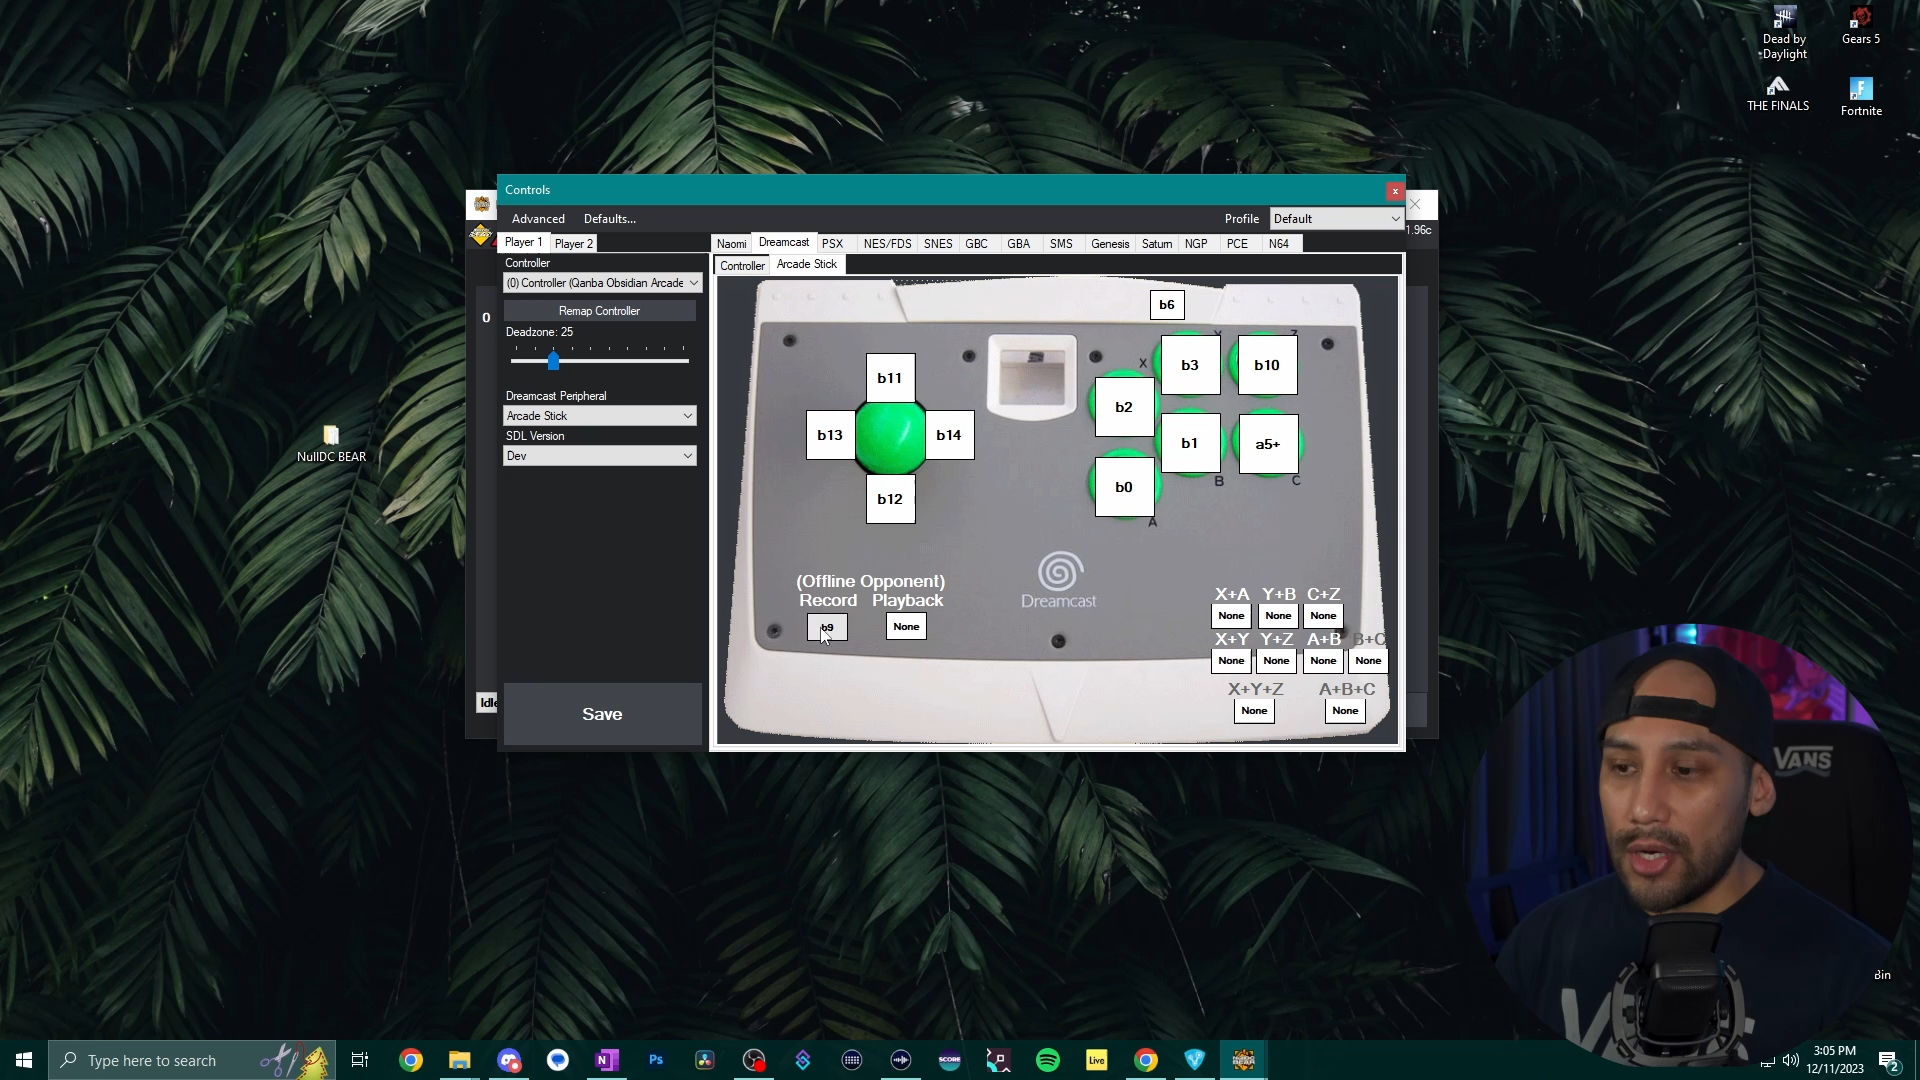 Dead by
Daylight
Gears 5
THE FINALS
Fortnite
NullDC BEAR
Controls
x
Advanced Defaults...
Profile Default
1.96c
Player 1 Player 2
Naomi Dreamcast PSX NES/FDS SNES GBC GBA SMS Genesis Saturn NGP PCE N64
Controller
Controller Arcade Stick
(0) Controller (Qanba Obsidian Arcade
Remap Controller
Deadzone: 25
Dreamcast Peripheral
Arcade Stick
SDL Version
Dev
Save
0
Idle
b6
Y Z
X
b3 b10
b11
b2
b13 b14
b1 a5+
B C
b0
b12
A
Dreamcast
(Offline Opponent)
Record Playback
b9 None
X+A Y+B C+Z
None None None
X+Y Y+Z A+B B+C
None None None None
X+Y+Z A+B+C
None None
VANS
Bin
Type here to search
N
Ps
SCORE
Live
3:05 PM
12/11/2023
2